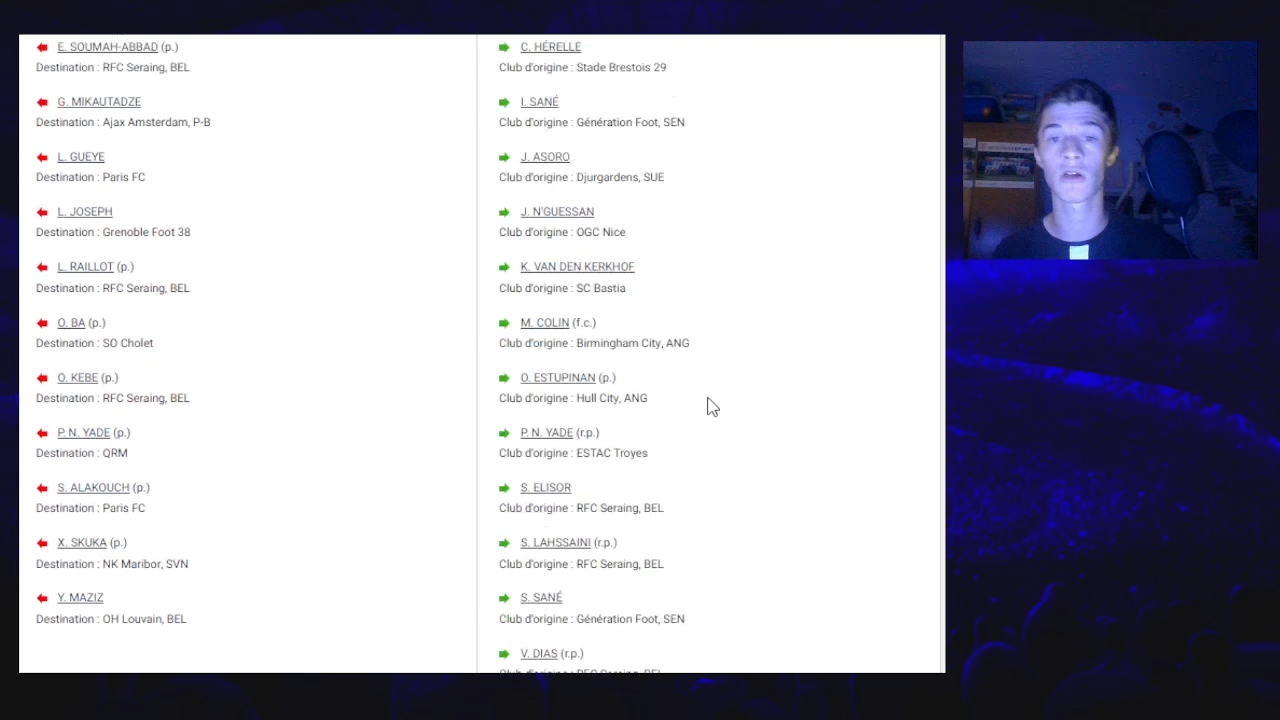 E. SOUMAH-ABBAD (p.)
Destination : RFC Seraing, BEL
G. MIKAUTADZE
Destination : Ajax Amsterdam, P-B
L. GUEYE
Destination : Paris FC
L. JOSEPH
Destination : Grenoble Foot 38
L. RAILLOT (p.)
Destination : RFC Seraing, BEL
O. BA (p.)
Destination : SO Cholet
O. KEBE (p.)
Destination : RFC Seraing, BEL
P. N. YADE (p.)
Destination : QRM
S. ALAKOUCH (p.)
Destination : Paris FC
X. SKUKA (p.)
Destination : NK Maribor, SVN
Y. MAZIZ
Destination : OH Louvain, BEL
C. HÉRELLE
Club d'origine : Stade Brestois 29
I. SANÉ
Club d'origine : Génération Foot, SEN
J. ASORO
Club d'origine : Djurgardens, SUE
J. N'GUESSAN
Club d'origine : OGC Nice
K. VAN DEN KERKHOF
Club d'origine : SC Bastia
M. COLIN (f.c.)
Club d'origine : Birmingham City, ANG
O. ESTUPINAN (p.)
Club d'origine : Hull City, ANG
P. N. YADE (r.p.)
Club d'origine : ESTAC Troyes
S. ELISOR
Club d'origine : RFC Seraing, BEL
S. LAHSSAINI (r.p.)
Club d'origine : RFC Seraing, BEL
S. SANÉ
Club d'origine : Génération Foot, SEN
V. DIAS (r.p.)
Club d'origine : RFC Seraing, BEL